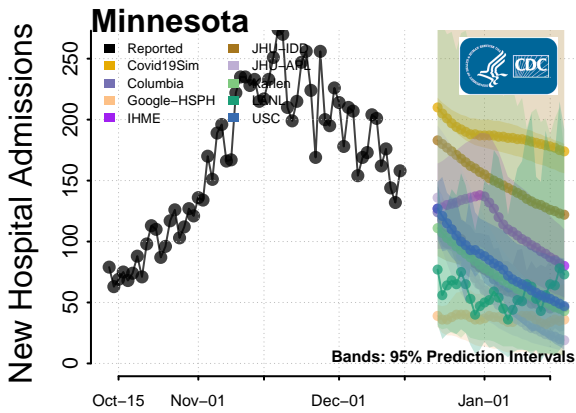 Minnesota
New Hospital Admissions
250
200
150
100
50
0
Reported
Covid19Sim
Columbia
Google-HSPH
IHME
JHU-IDD
JHU-APL
Karlen
LANL
USC
CDC
Bands: 95% Prediction Intervals
Oct-15 Nov-01 Dec-01 Jan-01